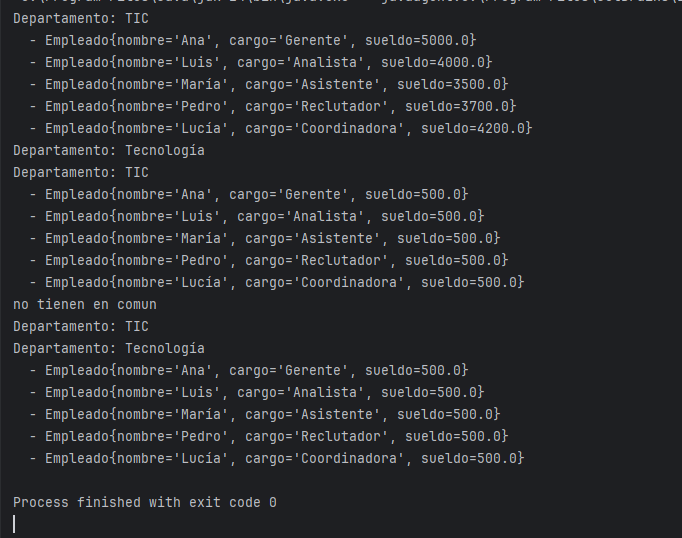 Departamento: TIC
- Empleado{nombre='Ana', cargo='Gerente', sueldo=5000.0}
- Empleado{nombre='Luis', cargo='Analista', sueldo=4000.0}
- Empleado{nombre='María', cargo='Asistente', sueldo=3500.0}
- Empleado{nombre='Pedro', cargo='Reclutador', sueldo=3700.0}
- Empleado{nombre='Lucía', cargo='Coordinadora', sueldo=4200.0}
Departamento: Tecnología
Departamento: TIC
- Empleado{nombre='Ana', cargo='Gerente', sueldo=500.0}
- Empleado{nombre='Luis', cargo='Analista', sueldo=500.0}
- Empleado{nombre='María', cargo='Asistente', sueldo=500.0}
- Empleado{nombre='Pedro', cargo='Reclutador', sueldo=500.0}
- Empleado{nombre='Lucía', cargo='Coordinadora', sueldo=500.0}
no tienen en comun
Departamento: TIC
Departamento: Tecnología
- Empleado{nombre='Ana', cargo='Gerente', sueldo=500.0}
- Empleado{nombre='Luis', cargo='Analista', sueldo=500.0}
- Empleado{nombre='María', cargo='Asistente', sueldo=500.0}
- Empleado{nombre='Pedro', cargo='Reclutador', sueldo=500.0}
- Empleado{nombre='Lucía', cargo='Coordinadora', sueldo=500.0}
Process finished with exit code 0